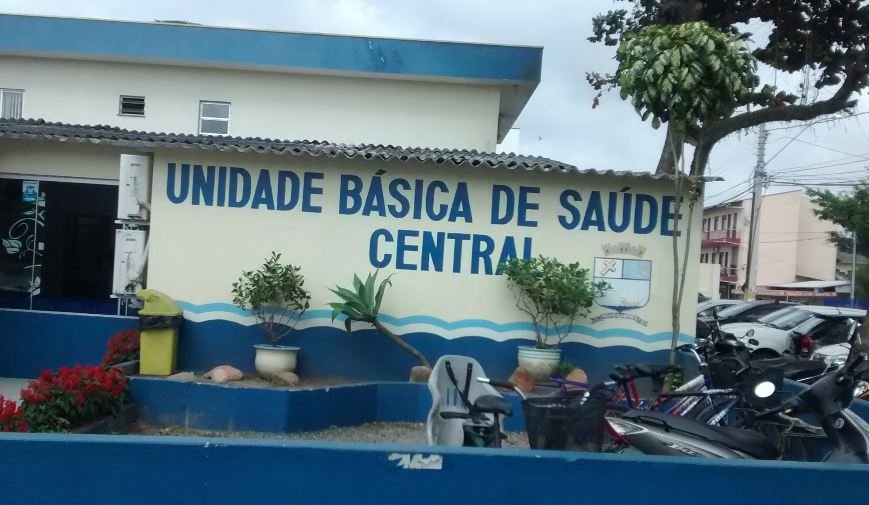 UNIDADE BÁSICA DE SAÚDE
CENTRAL